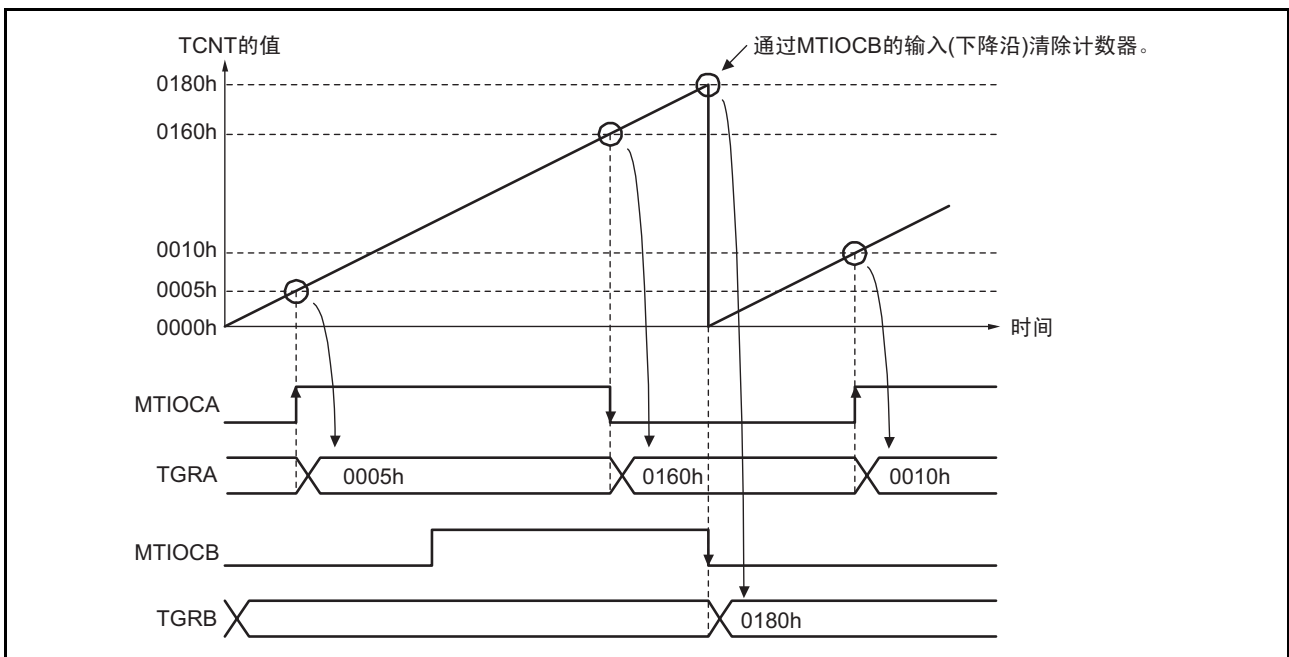 TCNT的值
通过MTIOCB的输入(下降沿)清除计数器。
0180h
0160h
0010h
0005h
0000h
时间
MTIOCA
TGRA
0005h
0160h
0010h
MTIOCB
TGRB
0180h